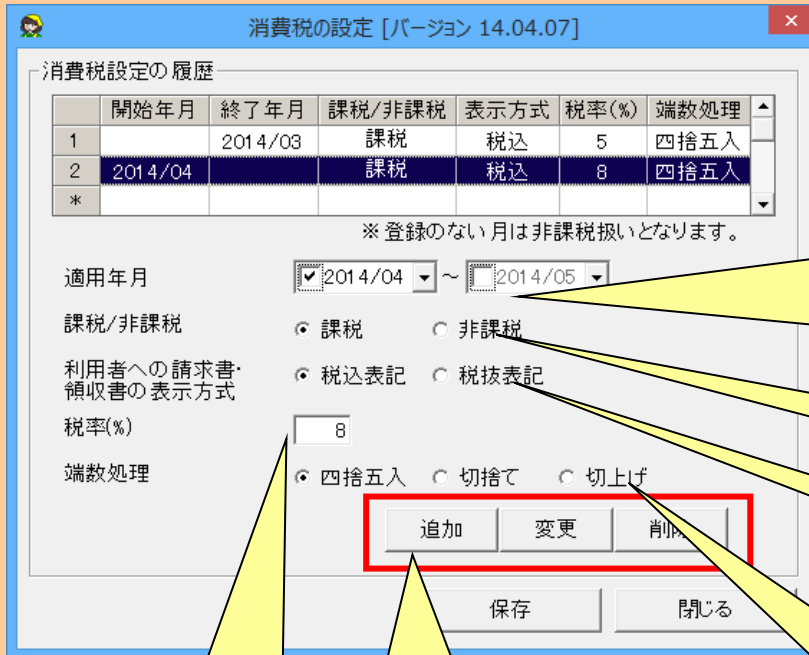 消費税の設定 [バージョン 14.04.07]
消費税設定の履歴
開始年月 終了年月 課税/非課税 表示方式 税率(%) 端数処理
1 2014/03 課税 税込 5 四捨五入
2 2014/04 課税 税込 8 四捨五入
*
※登録のない月は非課税扱いとなります。
適用年月 2014/04 ~ 2014/05
課税/非課税 課税 非課税
利用者への請求書・
領収書の表示方式 税込表記 税抜表記
税率(%) 8
端数処理 四捨五入 切捨て 切上げ
追加 変更 削除
保存 閉じる